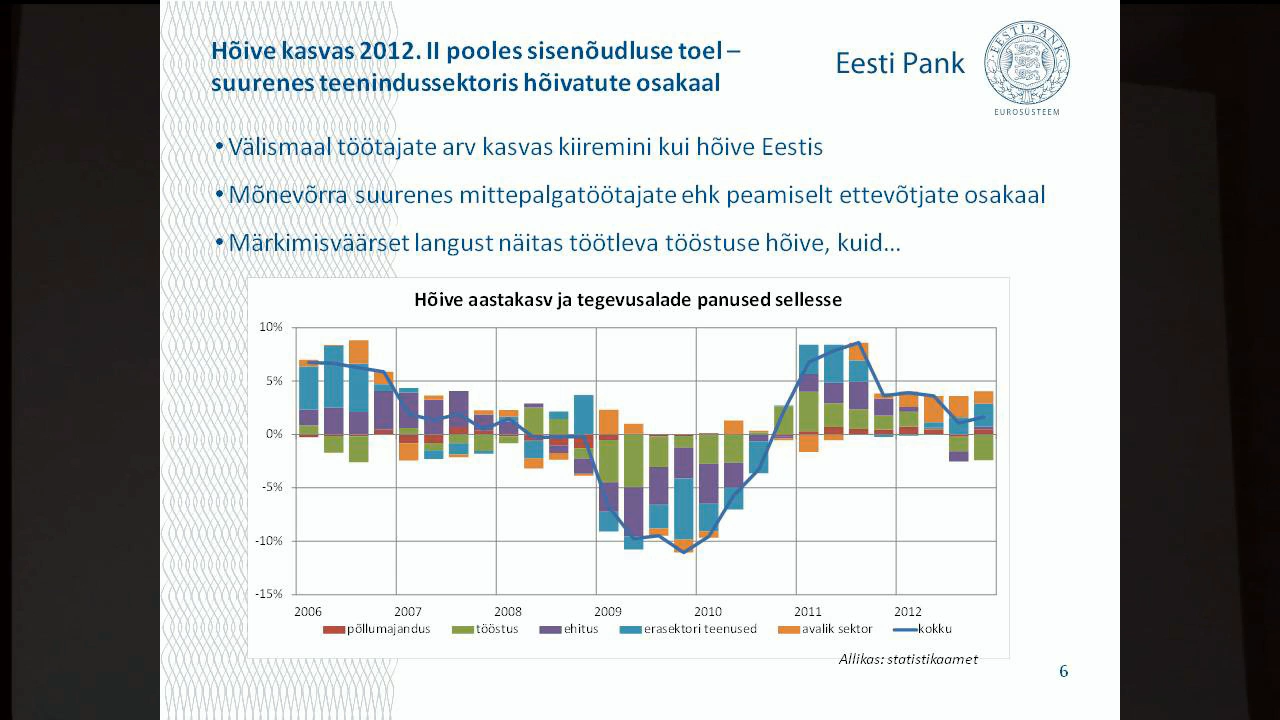 Hõive kasvas 2012. II pooles sisenõudluse toel –
suurenes teenindussektoris hõivatute osakaal
Eesti Pank
EESTI·PANK
EUROSÜSTEEM
• Välismaal töötajate arv kasvas kiiremini kui hõive Eestis
• Mõnevõrra suurenes mittepalgatöötajate ehk peamiselt ettevõtjate osakaal
• Märkimisväärset langust näitas töötleva tööstuse hõive, kuid…
Hõive aastakasv ja tegevusalade panused sellesse
10%
5%
0%
-5%
-10%
-15%
2006 2007 2008 2009 2010 2011 2012
põllumajandus tööstus ehitus erasektori teenused avalik sektor kokku
Allikas: statistikaamet
6